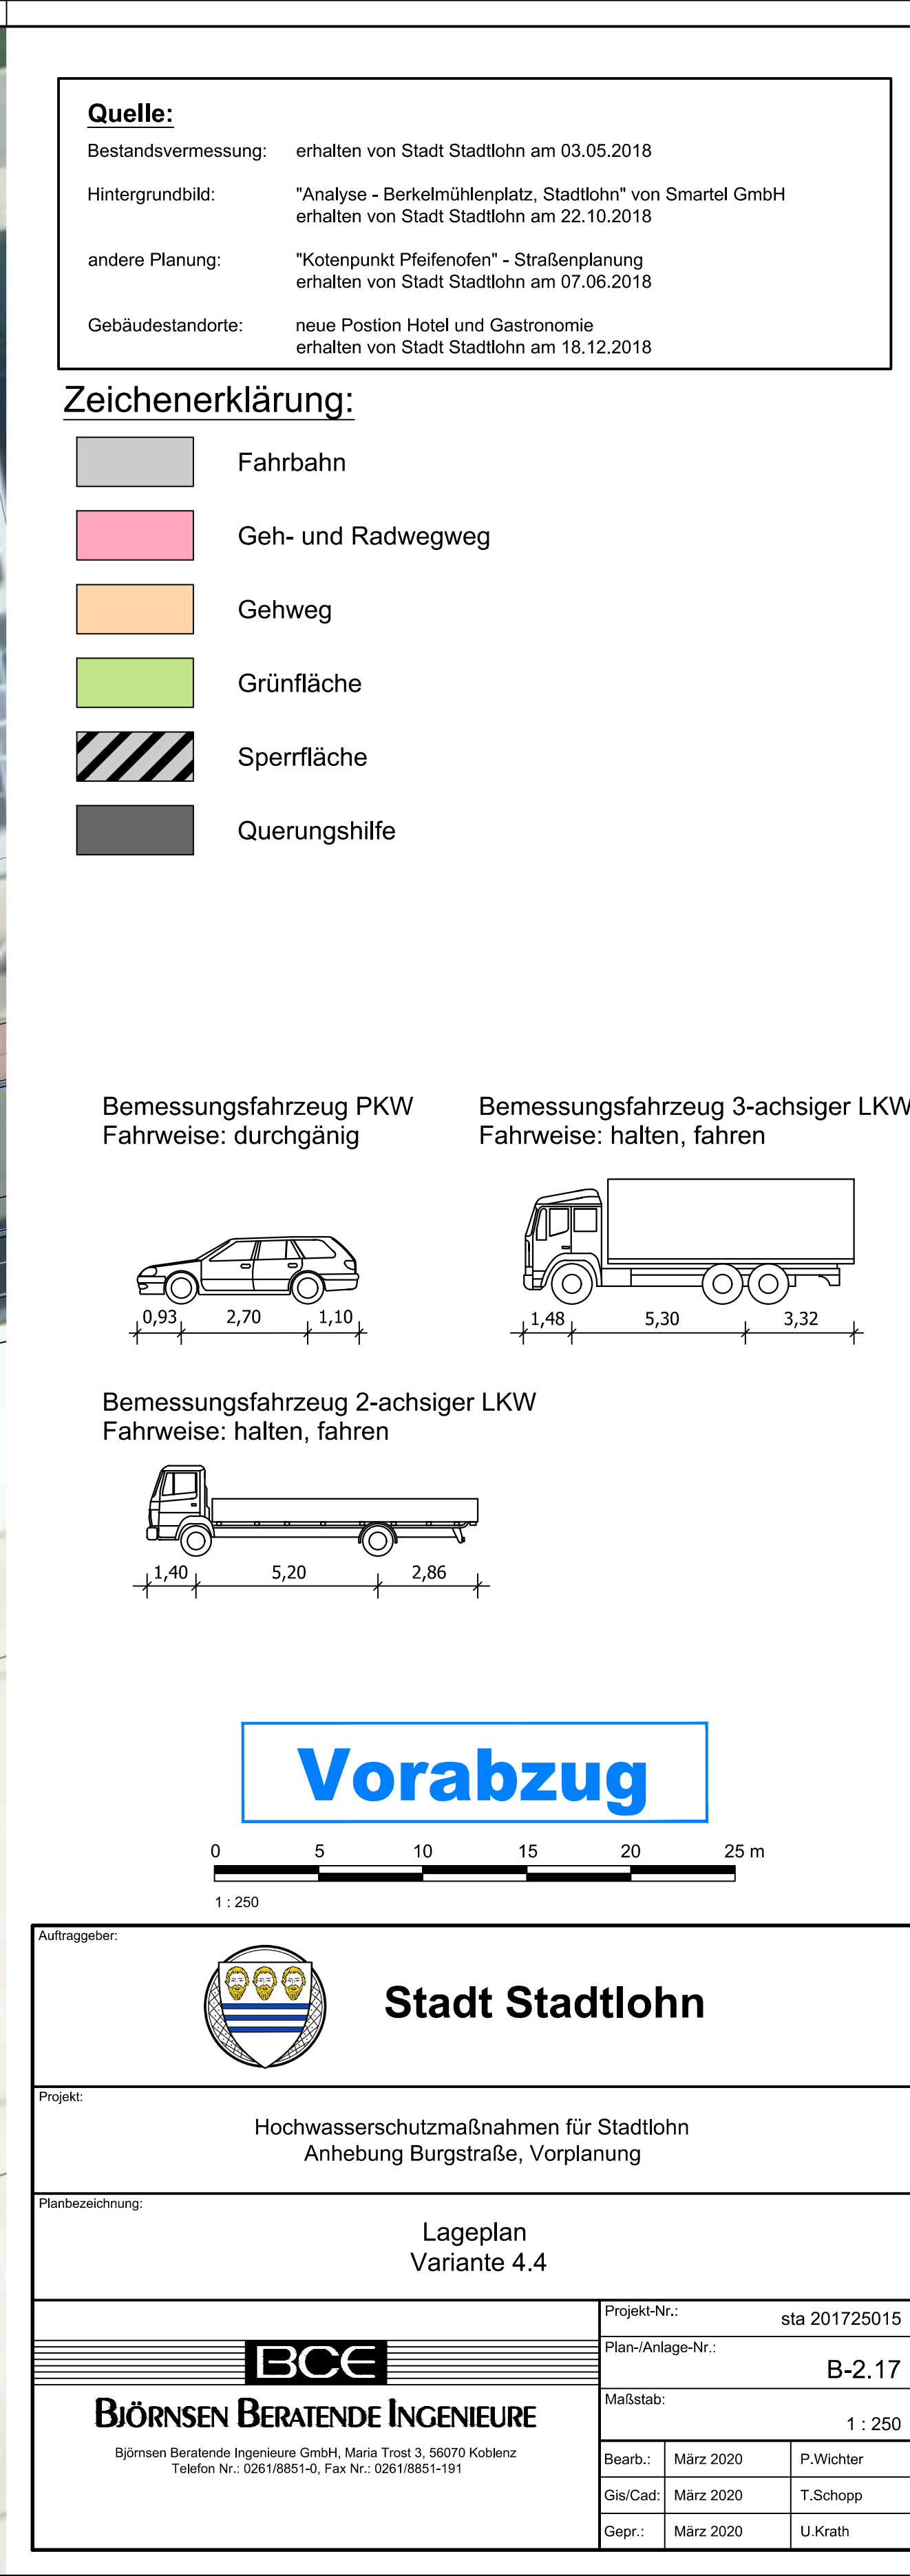 Quelle:
Bestandsvermessung: erhalten von Stadt Stadtlohn am 03.05.2018
Hintergrundbild: "Analyse - Berkelmühlenplatz, Stadtlohn" von Smartel GmbH
erhalten von Stadt Stadtlohn am 22.10.2018
andere Planung: "Kotenpunkt Pfeifenofen" - Straßenplanung
erhalten von Stadt Stadtlohn am 07.06.2018
Gebäudestandorte: neue Postion Hotel und Gastronomie
erhalten von Stadt Stadtlohn am 18.12.2018
Zeichenerklärung:
Fahrbahn
Geh- und Radwegweg
Gehweg
Grünfläche
Sperrfläche
Querungshilfe
Bemessungsfahrzeug PKW
Fahrweise: durchgänig
0,93 2,70 1,10
Bemessungsfahrzeug 3-achsiger LKW
Fahrweise: halten, fahren
1,48 5,30 3,32
Bemessungsfahrzeug 2-achsiger LKW
Fahrweise: halten, fahren
1,40 5,20 2,86
Vorabzug
0 5 10 15 20 25 m
1 : 250
Auftraggeber:
Stadt Stadtlohn
Projekt:
Hochwasserschutzmaßnahmen für Stadtlohn
Anhebung Burgstraße, Vorplanung
Planbezeichnung:
Lageplan
Variante 4.4
BCE
BJÖRNSEN BERATENDE INGENIEURE
Björnsen Beratende Ingenieure GmbH, Maria Trost 3, 56070 Koblenz
Telefon Nr.: 0261/8851-0, Fax Nr.: 0261/8851-191
Projekt-Nr.: sta 201725015
Plan-/Anlage-Nr.: B-2.17
Maßstab: 1 : 250
Bearb.: März 2020 P.Wichter
Gis/Cad: März 2020 T.Schopp
Gepr.: März 2020 U.Krath